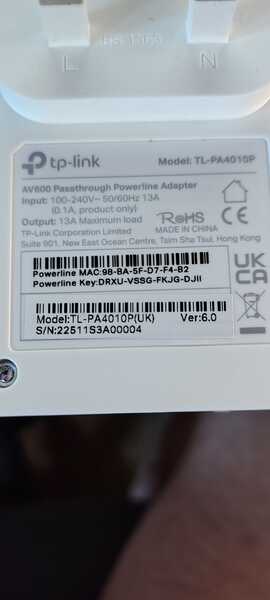 BS 1363
L N
tp-link Model: TL-PA4010P
AV600 Passthrough Powerline Adapter
Input: 100-240V~ 50/60Hz 13A
(0.1A, product only)
Output: 13A Maximum load
RoHS
TP-Link Corporation Limited MADE IN CHINA
Suite 901, New East Ocean Centre, Tsim Sha Tsui, Hong Kong
CE
UK
CA
Powerline MAC:98-BA-5F-D7-F4-B2
Powerline Key:DRXU-VSSG-FKJG-DJII
Model:TL-PA4010P(UK) Ver:6.0
S/N:22511S3A00004